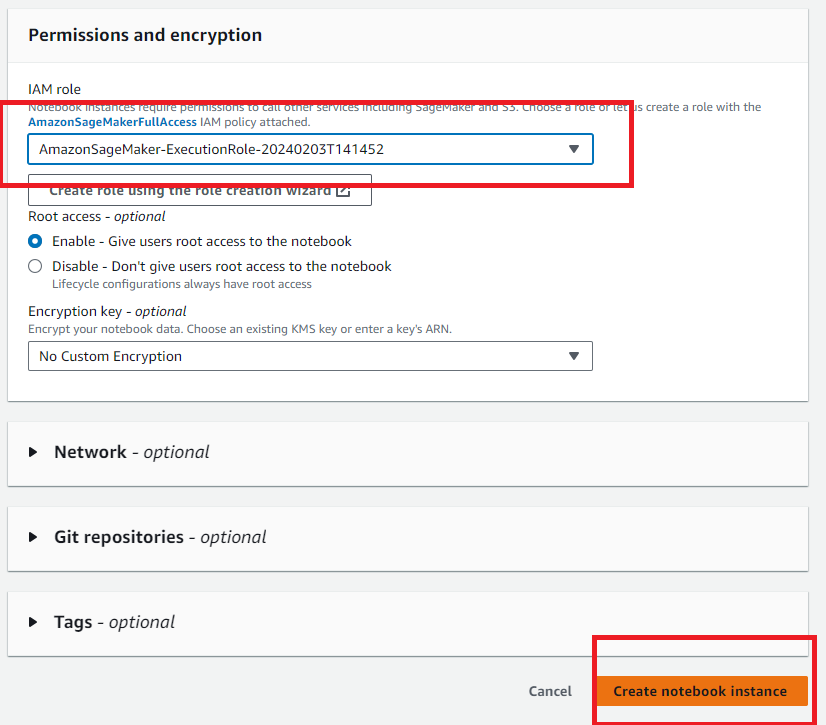 Permissions and encryption
IAM role
Notebook instances require permissions to call other services including SageMaker and S3. Choose a role or let us create a role with the
AmazonSageMakerFullAccess IAM policy attached.
AmazonSageMaker-ExecutionRole-20240203T141452
Create role using the role creation wizard
Root access - optional
Enable - Give users root access to the notebook
Disable - Don't give users root access to the notebook
Lifecycle configurations always have root access
Encryption key - optional
Encrypt your notebook data. Choose an existing KMS key or enter a key's ARN.
No Custom Encryption
Network - optional
Git repositories - optional
Tags - optional
Cancel Create notebook instance